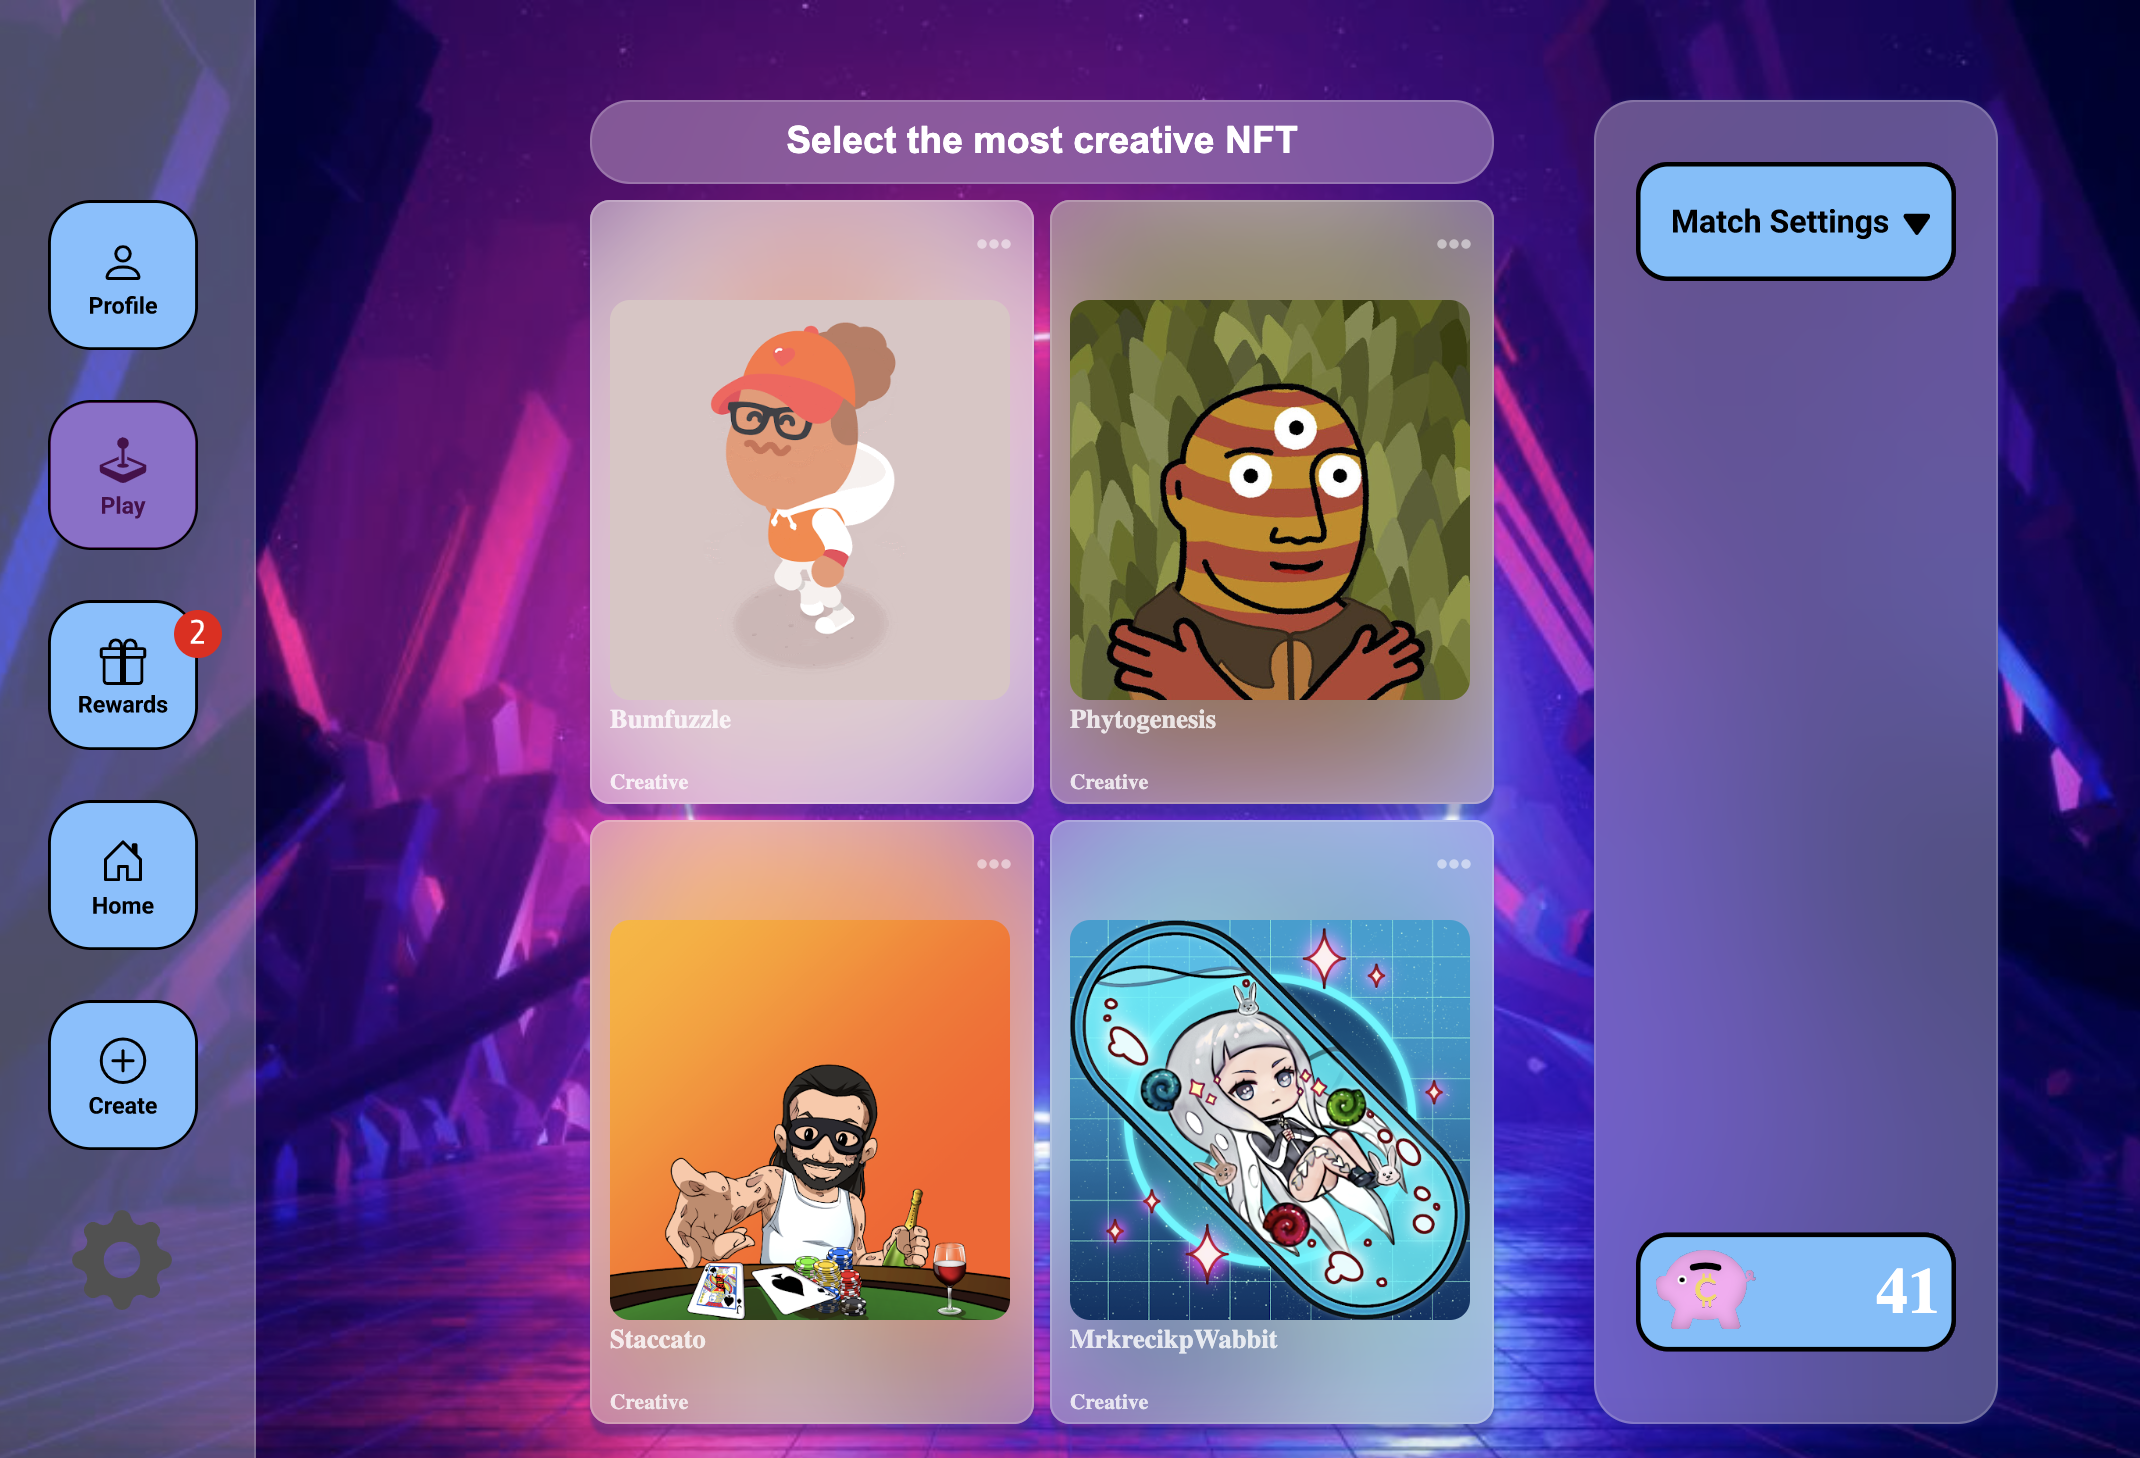 Profile
Play
2
Rewards
Home
Create
Select the most creative NFT
Bumfuzzle
Creative
Phytogenesis
Creative
Staccato
Creative
MrkrecikpWabbit
Creative
Match Settings
41